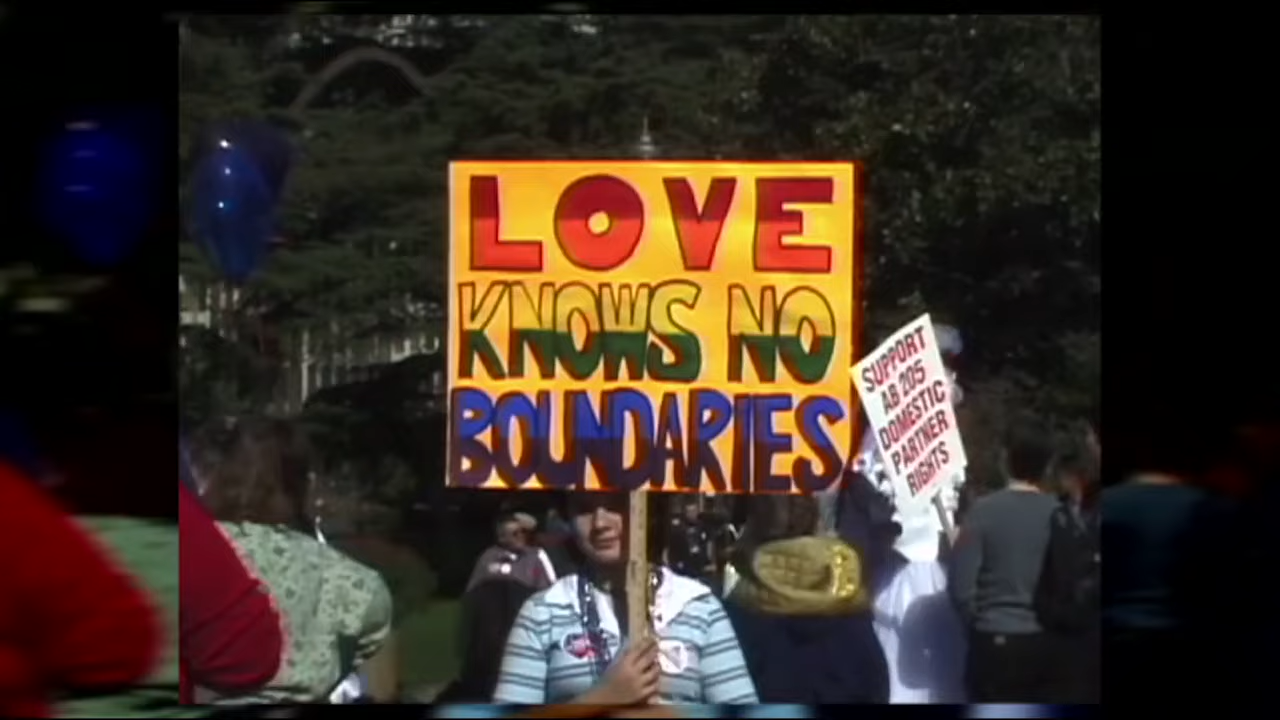 LOVE
KNOWS NO
BOUNDARIES
SUPPORT
AB 205
DOMESTIC
PARTNER
RIGHTS